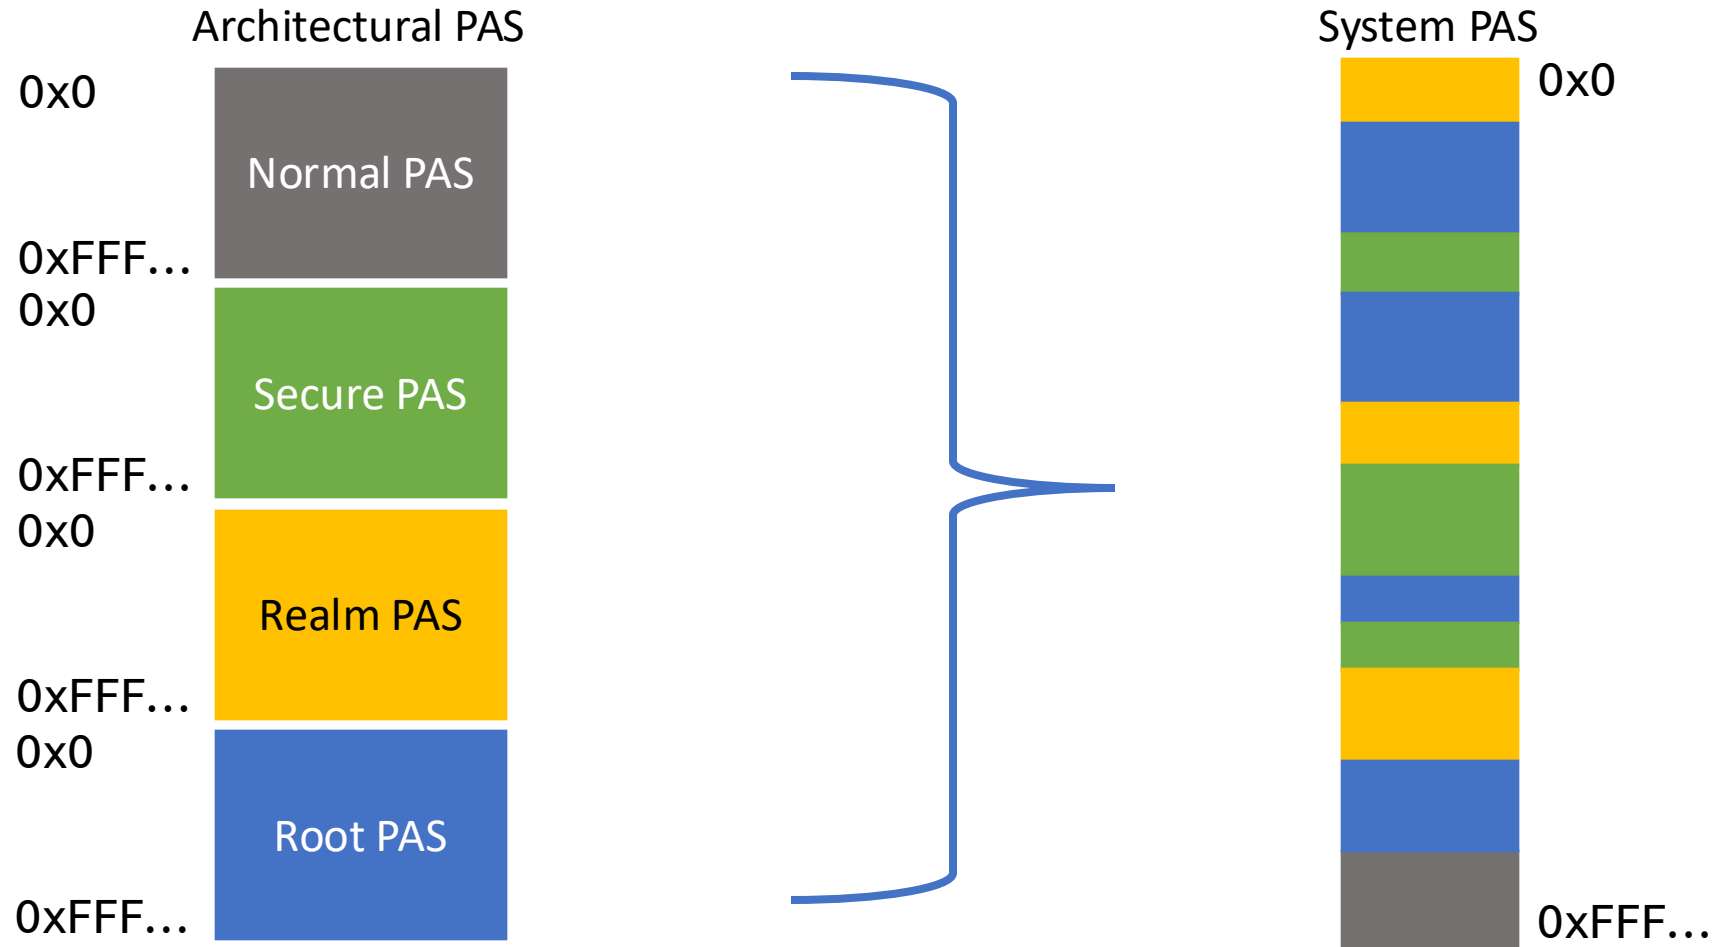 Architectural PAS
0x0
Normal PAS
0xFFF...
0x0
Secure PAS
0xFFF...
0x0
Realm PAS
0xFFF...
0x0
Root PAS
0xFFF...
System PAS
0x0
0xFFF...